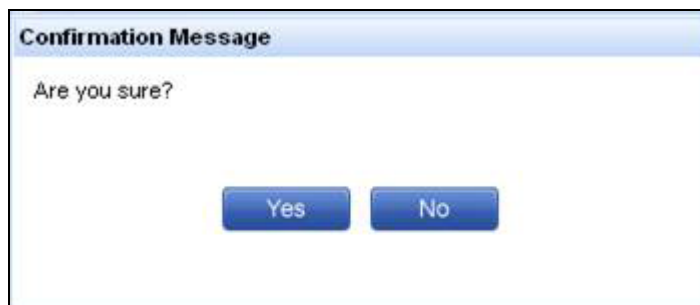 Confirmation Message
Are you sure?
Yes No